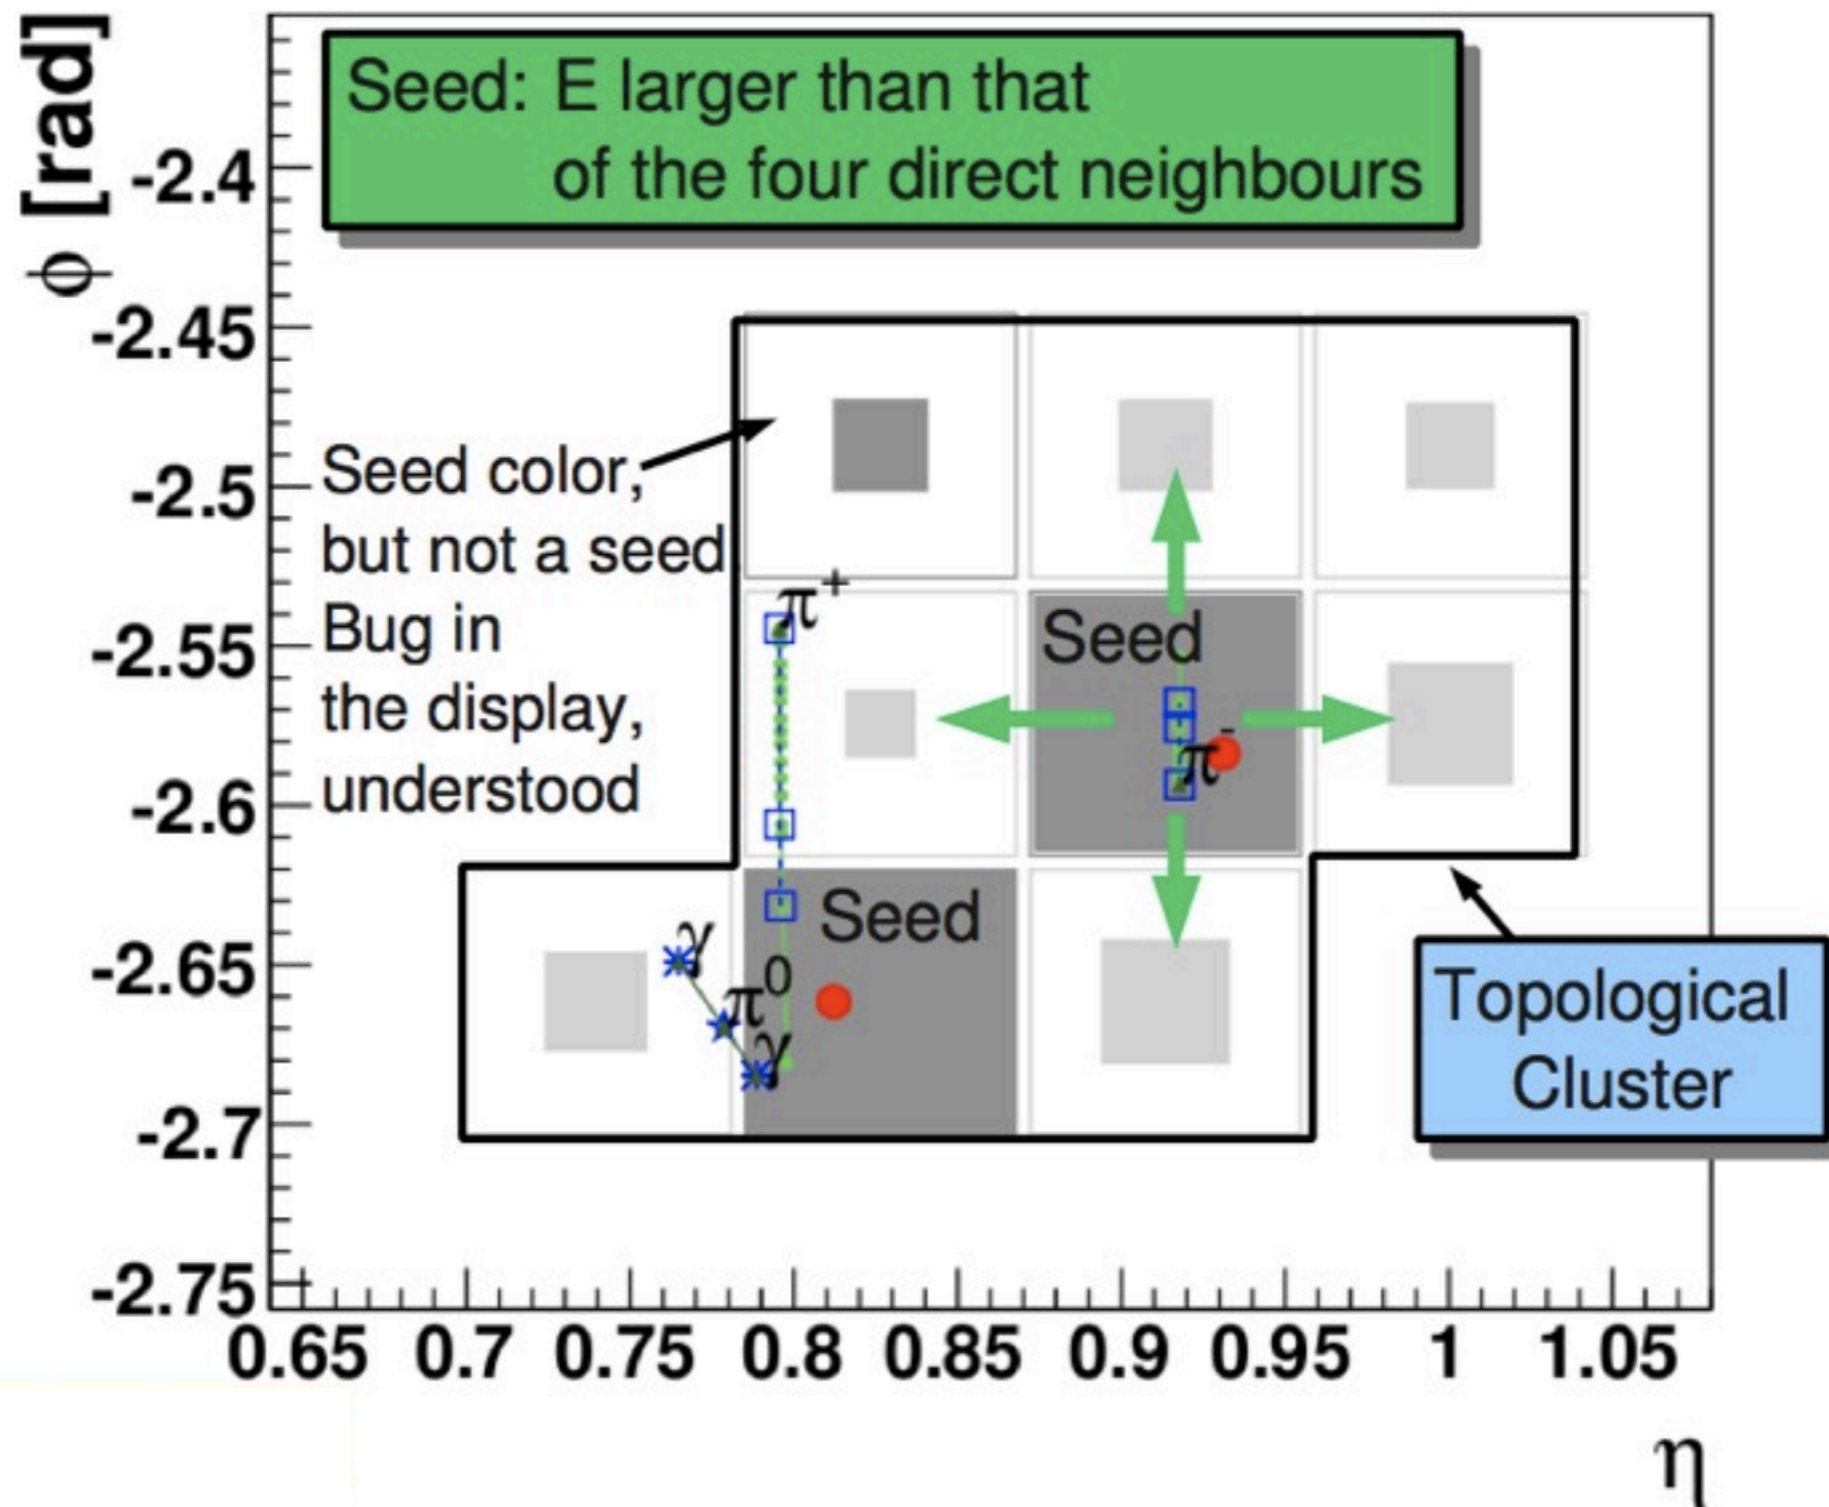 φ [rad]
Seed: E larger than that
of the four direct neighbours
-2.4
-2.45
Seed color,
but not a seed
Bug in
the display,
understood
-2.5
-2.55
-2.6
-2.65
-2.7
-2.75
π⁺
Seed
π⁻
Seed
γ
π⁰
γ
Topological
Cluster
0.65 0.7 0.75 0.8 0.85 0.9 0.95 1 1.05
η